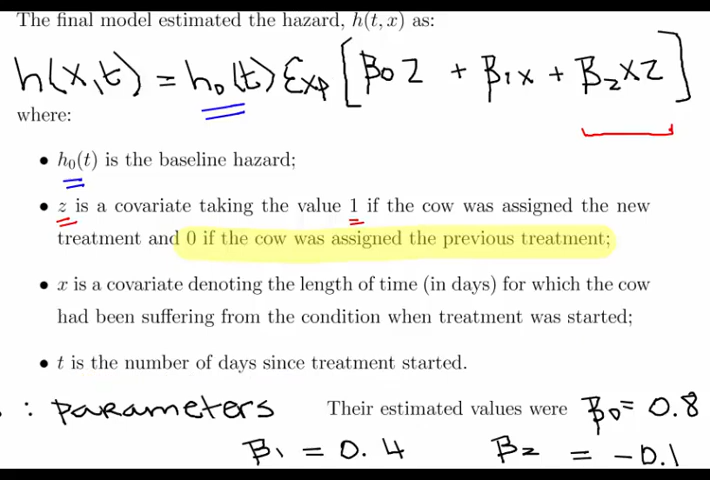 The final model estimated the hazard, h(t, x) as:
h(x,t) = h₀(t) Exp [β₀ z + β₁x + β₂xz]
where:
• h₀(t) is the baseline hazard;
• z is a covariate taking the value 1 if the cow was assigned the new
treatment and 0 if the cow was assigned the previous treatment;
• x is a covariate denoting the length of time (in days) for which the cow
had been suffering from the condition when treatment was started;
• t is the number of days since treatment started.
: parameters Their estimated values were β₀= 0.8
β₁ = 0.4 β₂ = -0.1